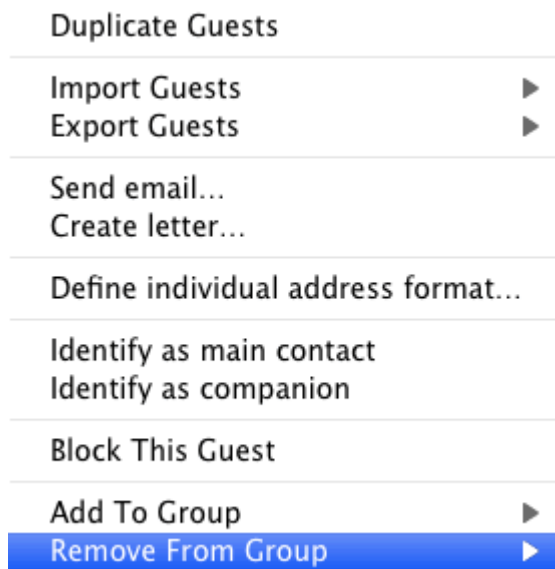 Duplicate Guests
Import Guests
Export Guests
Send email...
Create letter...
Define individual address format...
Identify as main contact
Identify as companion
Block This Guest
Add To Group
Remove From Group